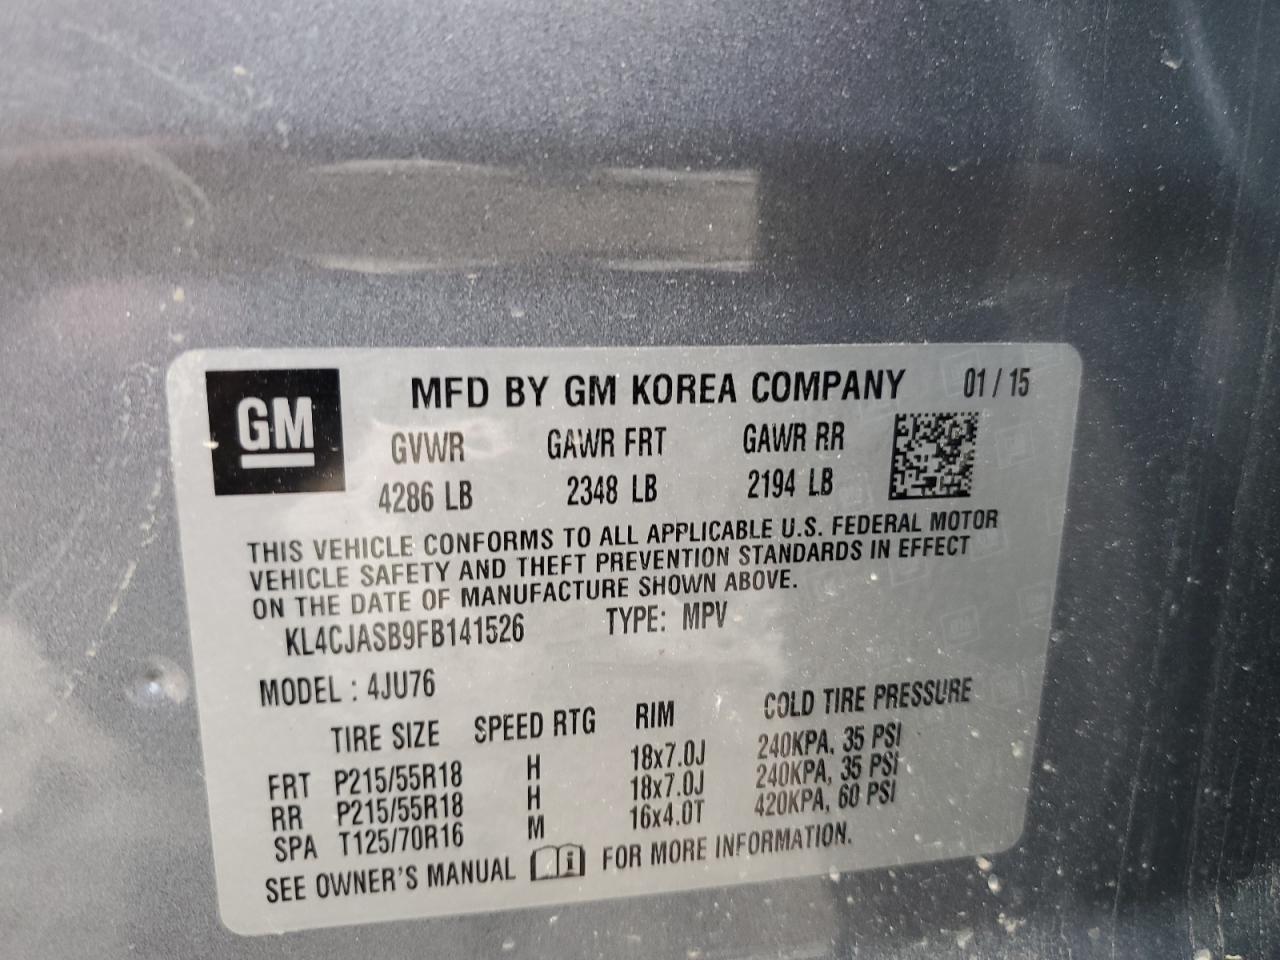 GM
MFD BY GM KOREA COMPANY 01/15
GVWR GAWR FRT GAWR RR
4286 LB 2348 LB 2194 LB
THIS VEHICLE CONFORMS TO ALL APPLICABLE U.S. FEDERAL MOTOR
VEHICLE SAFETY AND THEFT PREVENTION STANDARDS IN EFFECT
ON THE DATE OF MANUFACTURE SHOWN ABOVE.
KL4CJASB9FB141526 TYPE: MPV
MODEL : 4JU76
TIRE SIZE SPEED RTG RIM COLD TIRE PRESSURE
FRT P215/55R18 H 18x7.0J 240KPA, 35 PSI
RR P215/55R18 H 18x7.0J 240KPA, 35 PSI
SPA T125/70R16 M 16x4.0T 420KPA, 60 PSI
SEE OWNER'S MANUAL i FOR MORE INFORMATION.